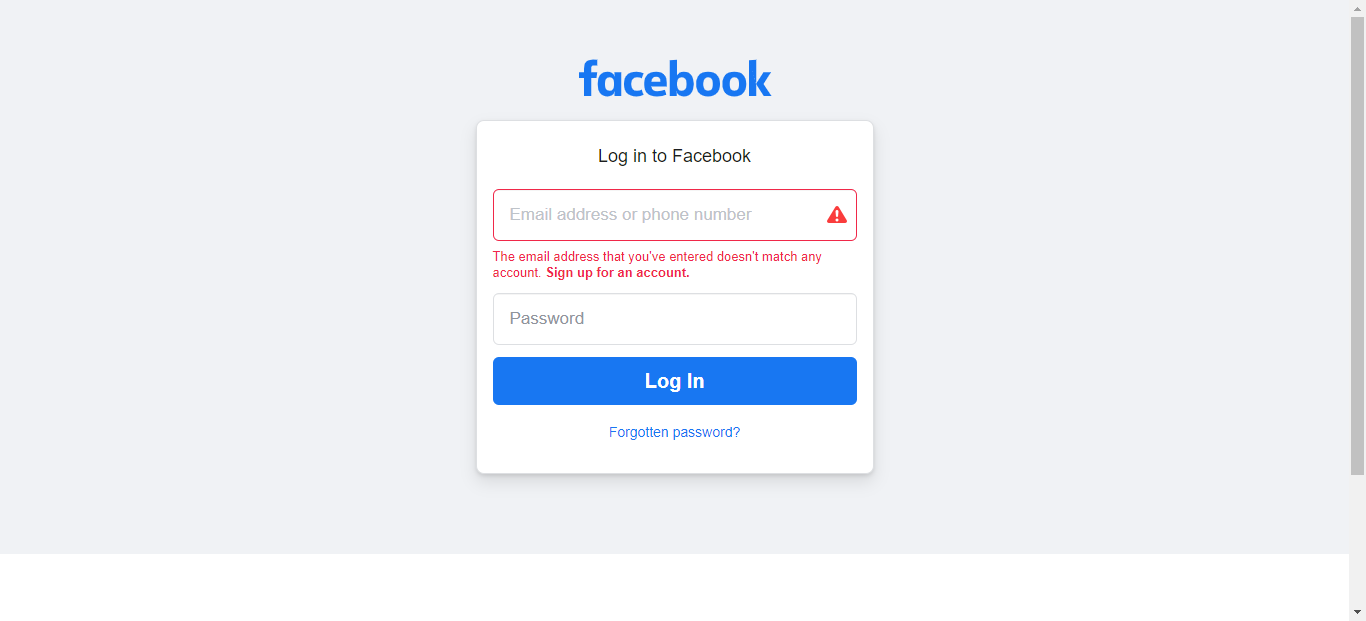 facebook
Log in to Facebook
Email address or phone number
The email address that you've entered doesn't match any
account. Sign up for an account.
Password
Log In
Forgotten password?